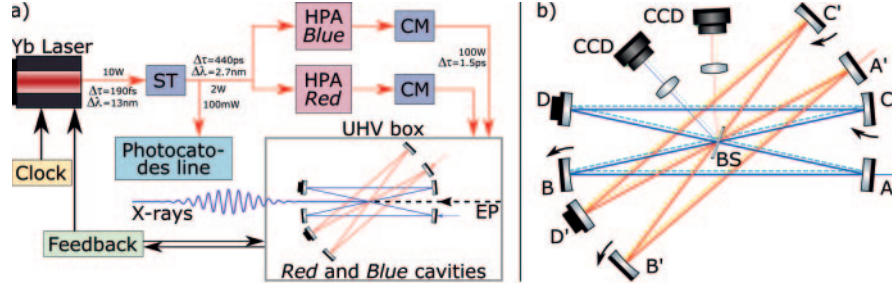 a)
Yb Laser
10W
Δτ=190fs
Δλ=13nm
ST
Δτ=440ps
Δλ=2.7nm
2W
100mW
HPA
Blue
CM
HPA
Red
CM
100W
Δτ=1.5ps
Photocato-
des line
UHV box
Clock
X-rays
EP
Feedback
Red and Blue cavities
b)
CCD
CCD
C'
A'
D
C
BS
B
A
D'
B'